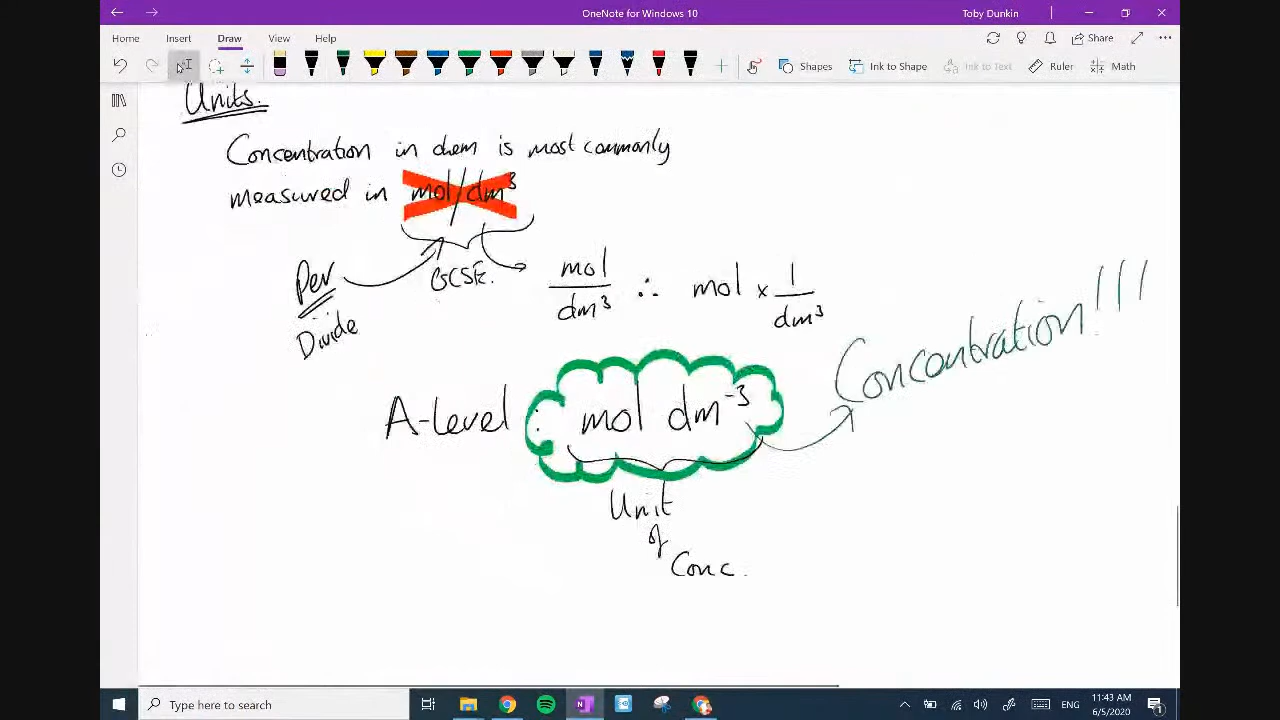 OneNote for Windows 10
Toby Dunkin
Home Insert Draw View Help
Share
Shapes
Ink to Shape
Ink to Text
Ruler
Math
Units.
Concentration in chem is most commonly
measured in mol/dm³
Per
Divide
GCSE.
mol/dm³ ∴ mol × 1/dm³
Concentration!!!
A-level : mol dm⁻³
Unit
of
Conc.
Type here to search
ENG
11:43 AM
6/5/2020
1